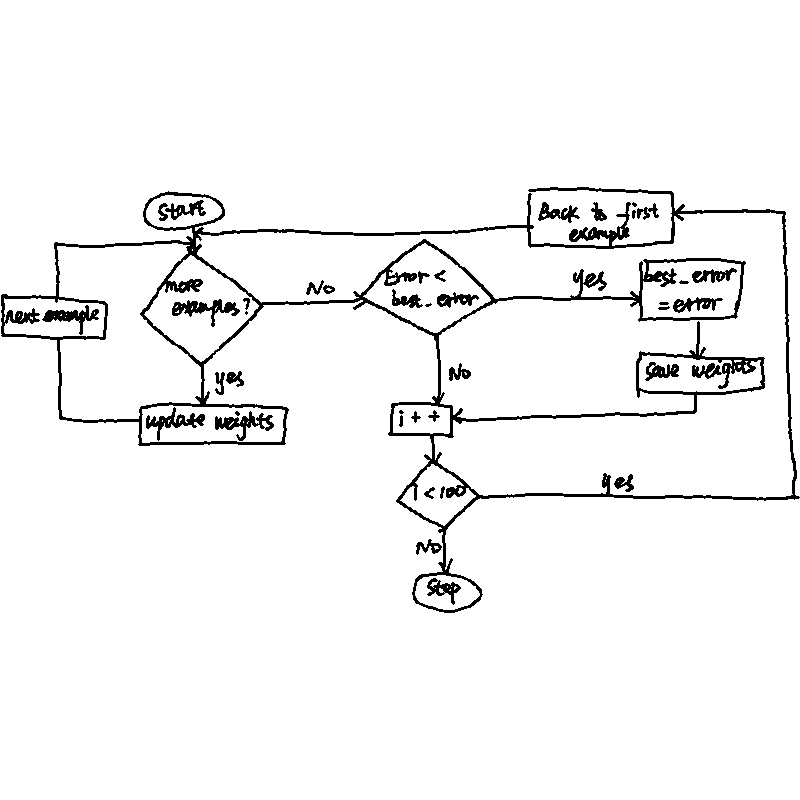 Start
Back to first
example
more
examples?
No
Error <
best_error
yes
best_error
= error
next example
yes
No
save weights
update weights
i + +
i < 100
yes
No
Stop